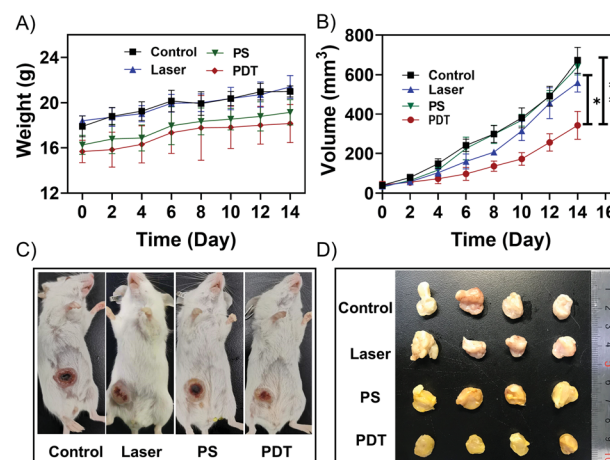 A)
Weight (g)
24
20
16
12
Control
Laser
PS
PDT
0 2 4 6 8 10 12 14
Time (Day)
B)
Volume (mm³)
800
600
400
200
0
Control
Laser
PS
PDT
*
0 2 4 6 8 10 12 14 16
Time (Day)
C)
Control Laser PS PDT
D)
Control
Laser
PS
PDT